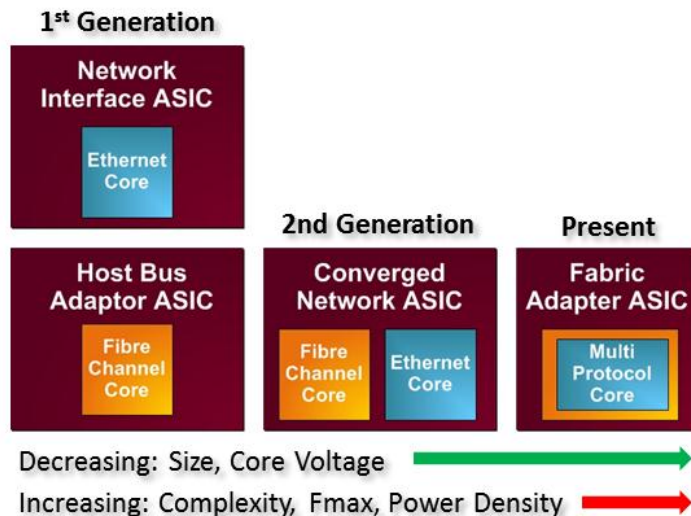 1st Generation
Network
Interface ASIC
Ethernet
Core
Host Bus
Adaptor ASIC
Fibre
Channel
Core
2nd Generation
Converged
Network ASIC
Fibre
Channel
Core
Ethernet
Core
Present
Fabric
Adapter ASIC
Multi
Protocol
Core
Decreasing: Size, Core Voltage
Increasing: Complexity, Fmax, Power Density